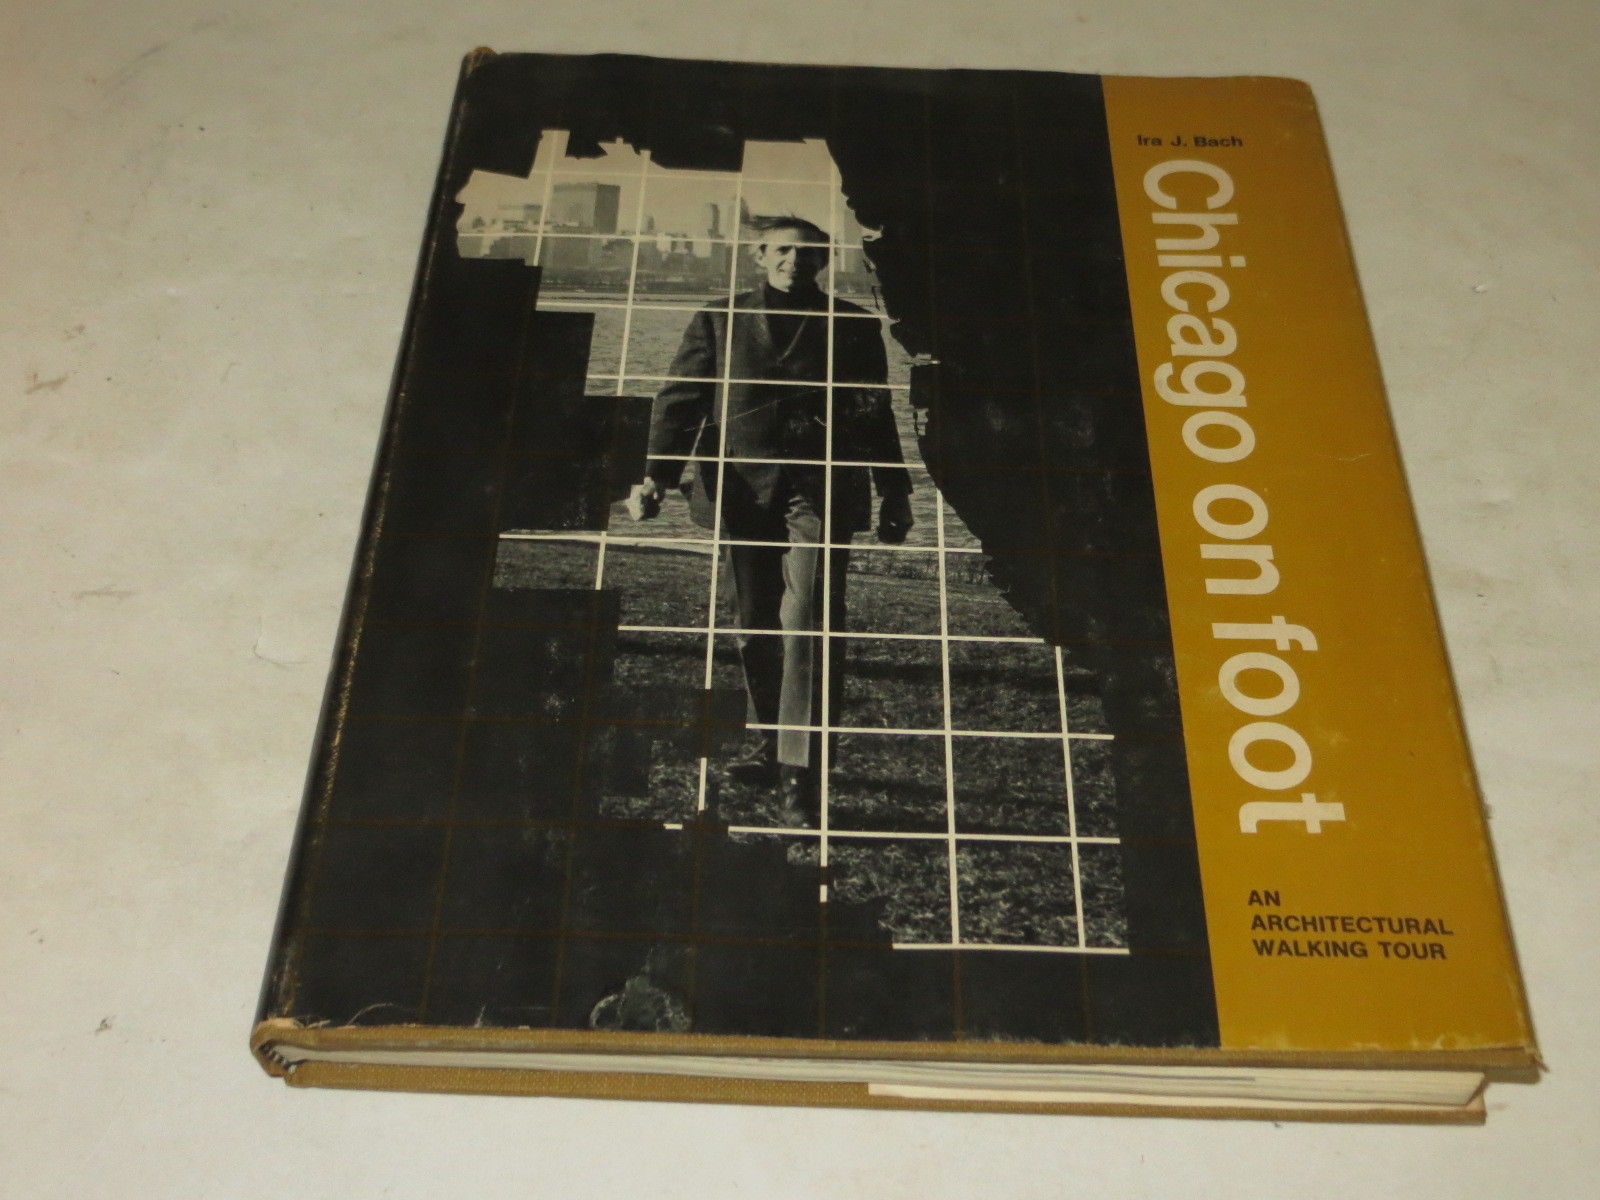 Ira J. Bach
Chicago on foot
AN
ARCHITECTURAL
WALKING TOUR